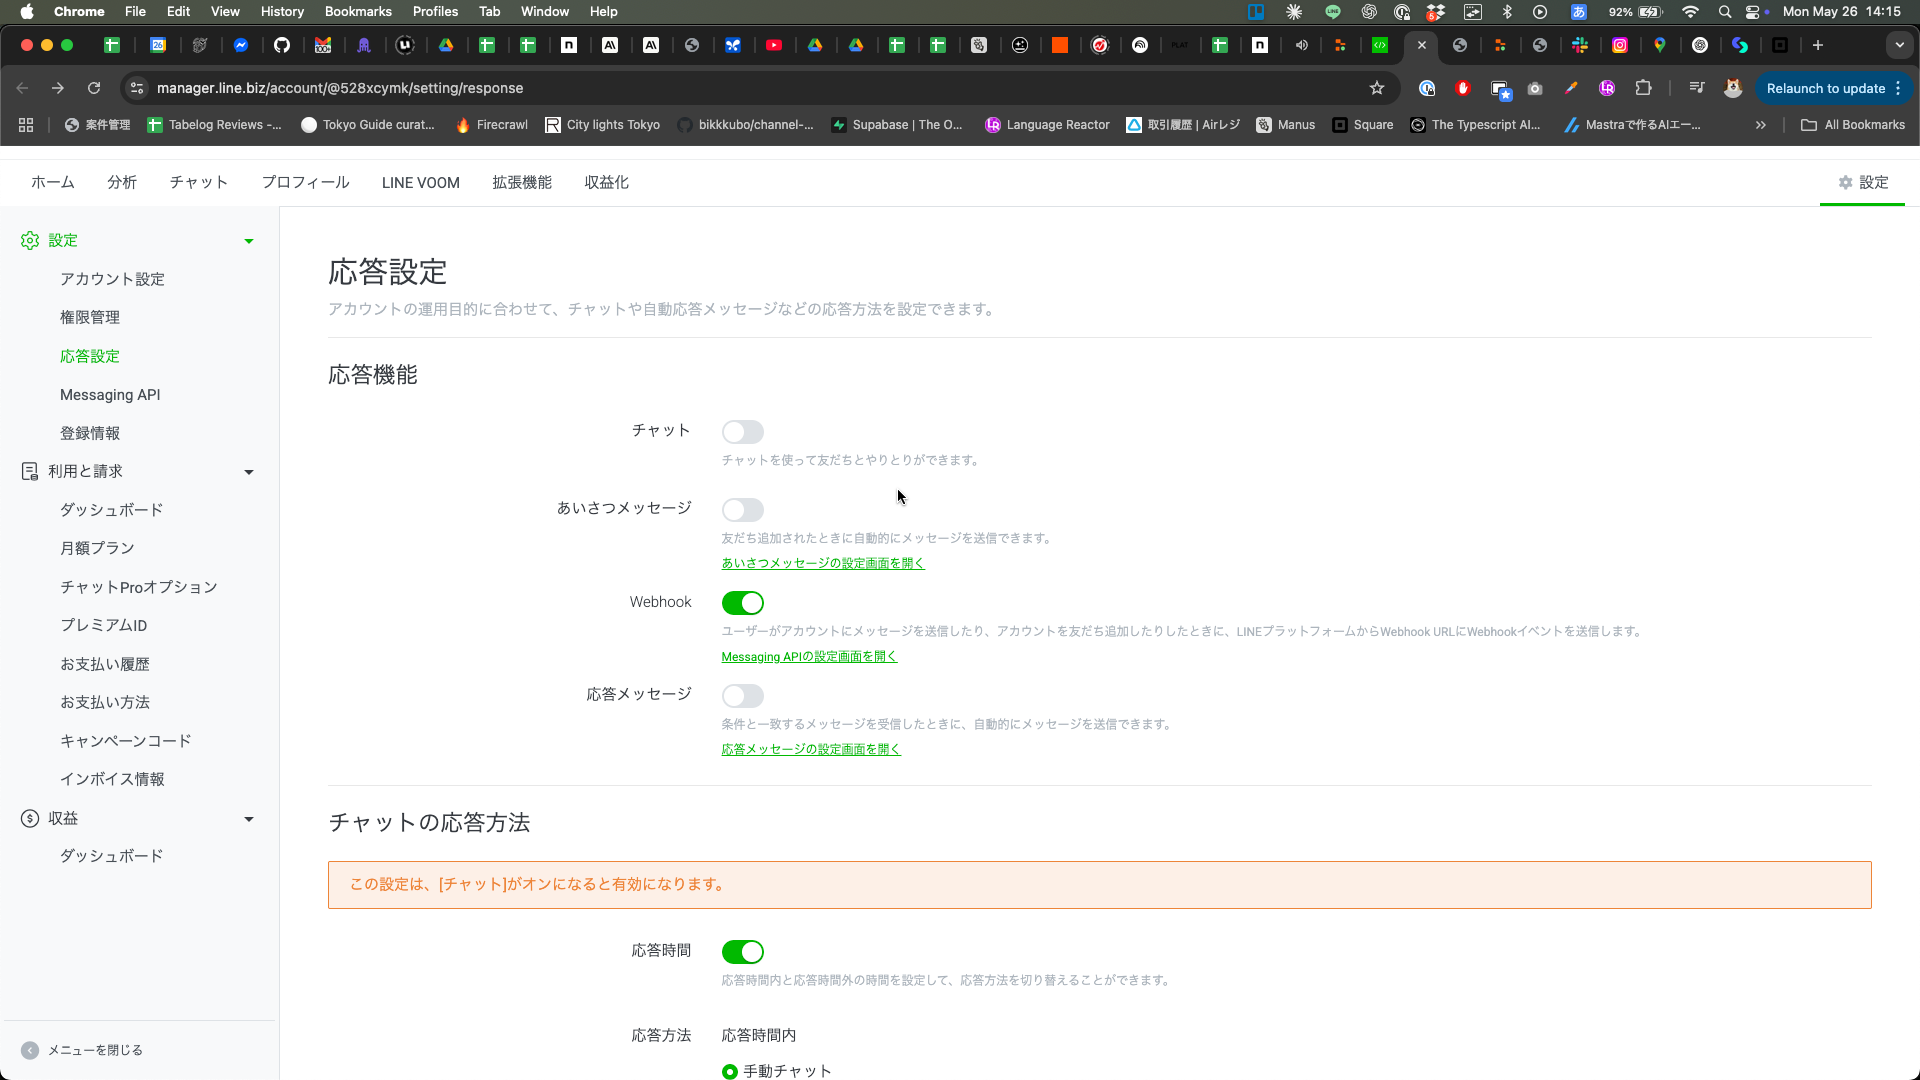 Chrome File Edit View History Bookmarks Profiles Tab Window Help 92% Mon May 26 14:15
manager.line.biz/account/@528xcymk/setting/response Relaunch to update
案件管理 Tabelog Reviews -... Tokyo Guide curat... Firecrawl City lights Tokyo bikkkubo/channel-... Supabase | The O... Language Reactor 取引履歴 | Airレジ Manus Square The Typescript AI... Mastraで作るAIエー... All Bookmarks
ホーム 分析 チャット プロフィール LINE VOOM 拡張機能 収益化 設定
設定
アカウント設定
権限管理
応答設定
Messaging API
登録情報
利用と請求
ダッシュボード
月額プラン
チャットProオプション
プレミアムID
お支払い履歴
お支払い方法
キャンペーンコード
インボイス情報
収益
ダッシュボード
メニューを閉じる
応答設定
アカウントの運用目的に合わせて、チャットや自動応答メッセージなどの応答方法を設定できます。
応答機能
チャット
チャットを使って友だちとやりとりができます。
あいさつメッセージ
友だち追加されたときに自動的にメッセージを送信できます。
あいさつメッセージの設定画面を開く
Webhook
ユーザーがアカウントにメッセージを送信したり、アカウントを友だち追加したりしたときに、LINEプラットフォームからWebhook URLにWebhookイベントを送信します。
Messaging APIの設定画面を開く
応答メッセージ
条件と一致するメッセージを受信したときに、自動的にメッセージを送信できます。
応答メッセージの設定画面を開く
チャットの応答方法
この設定は、[チャット]がオンになると有効になります。
応答時間
応答時間内と応答時間外の時間を設定して、応答方法を切り替えることができます。
応答方法 応答時間内
手動チャット